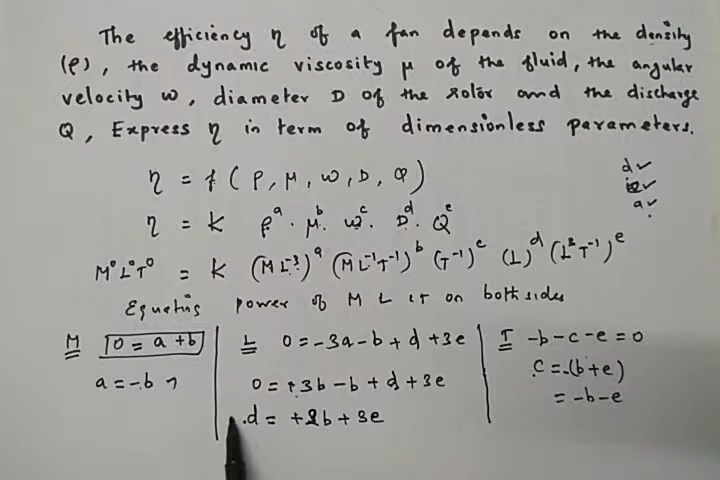 The efficiency η of a fan depends on the density
(ρ), the dynamic viscosity μ of the fluid, the angular
velocity ω, diameter D of the rotor and the discharge
Q, Express η in term of dimensionless parameters.
η = f (ρ, μ, ω, D, Q)
d✓
✓
a✓
η = K ρ^a · μ^b · ω^c · D^d · Q^e
M⁰L⁰T⁰ = K (ML⁻³)^a (ML⁻¹T⁻¹)^b (T⁻¹)^c (L)^d (L³T⁻¹)^e
Equating power of M L T on both sides
M 0 = a + b
L 0 = -3a - b + d + 3e
T -b - c - e = 0
a = -b
0 = +3b - b + d + 3e
c = -(b + e)
d = +2b + 3e
= -b - e